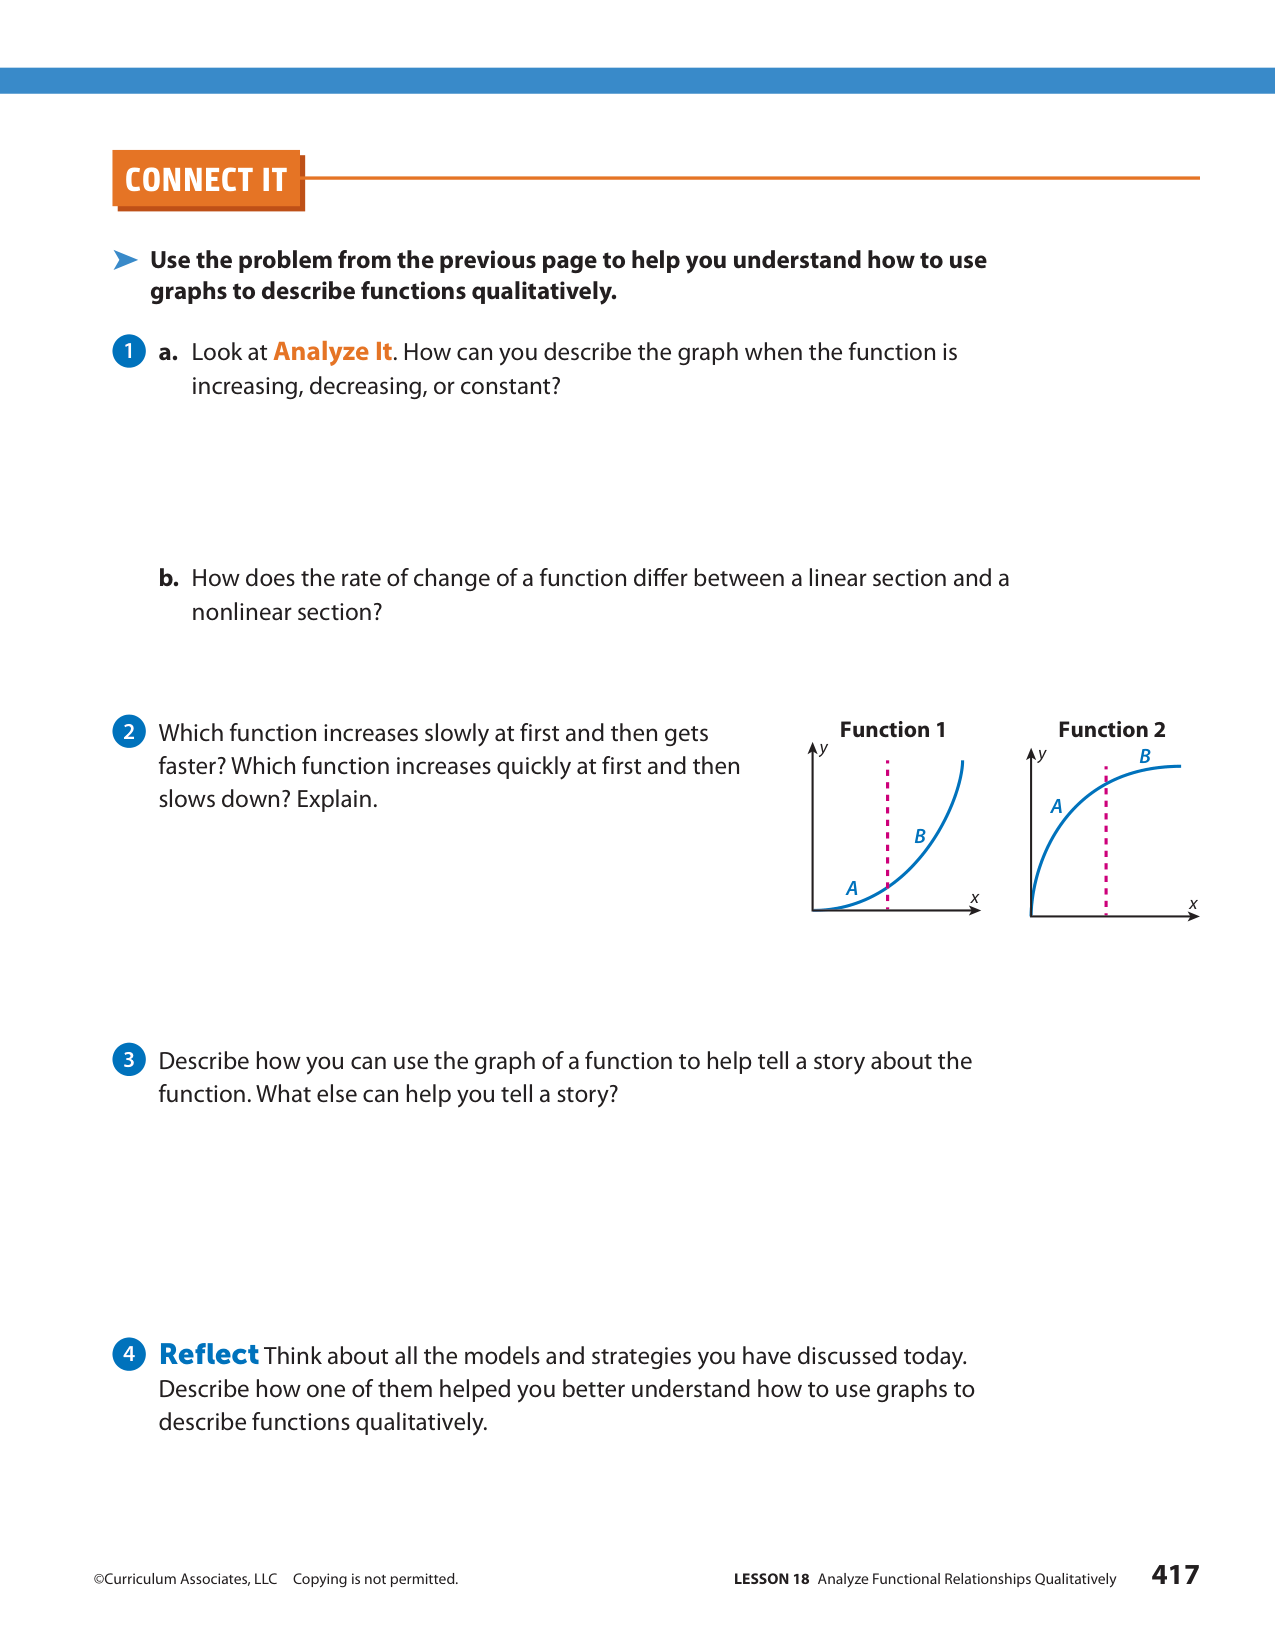 CONNECT IT
Use the problem from the previous page to help you understand how to use
graphs to describe functions qualitatively.
1 a. Look at Analyze It. How can you describe the graph when the function is
increasing, decreasing, or constant?
b. How does the rate of change of a function differ between a linear section and a
nonlinear section?
2 Which function increases slowly at first and then gets
faster? Which function increases quickly at first and then
slows down? Explain.
Function 1
y
B
A
x
Function 2
y
B
A
x
3 Describe how you can use the graph of a function to help tell a story about the
function. What else can help you tell a story?
4 Reflect Think about all the models and strategies you have discussed today.
Describe how one of them helped you better understand how to use graphs to
describe functions qualitatively.
©Curriculum Associates, LLC Copying is not permitted.
LESSON 18 Analyze Functional Relationships Qualitatively 417